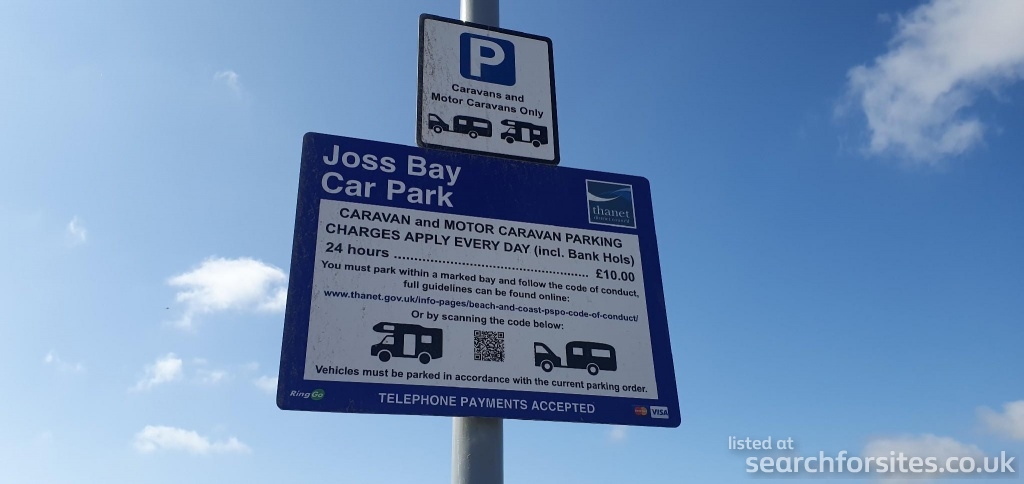 P
Caravans and
Motor Caravans Only
Joss Bay
Car Park
thanet
district council
CARAVAN and MOTOR CARAVAN PARKING
CHARGES APPLY EVERY DAY (incl. Bank Hols)
24 hours ............................................................ £10.00
You must park within a marked bay and follow the code of conduct,
full guidelines can be found online:
www.thanet.gov.uk/info-pages/beach-and-coast-pspo-code-of-conduct/
Or by scanning the code below:
Vehicles must be parked in accordance with the current parking order.
RingGo
TELEPHONE PAYMENTS ACCEPTED
VISA
listed at
searchforsites.co.uk